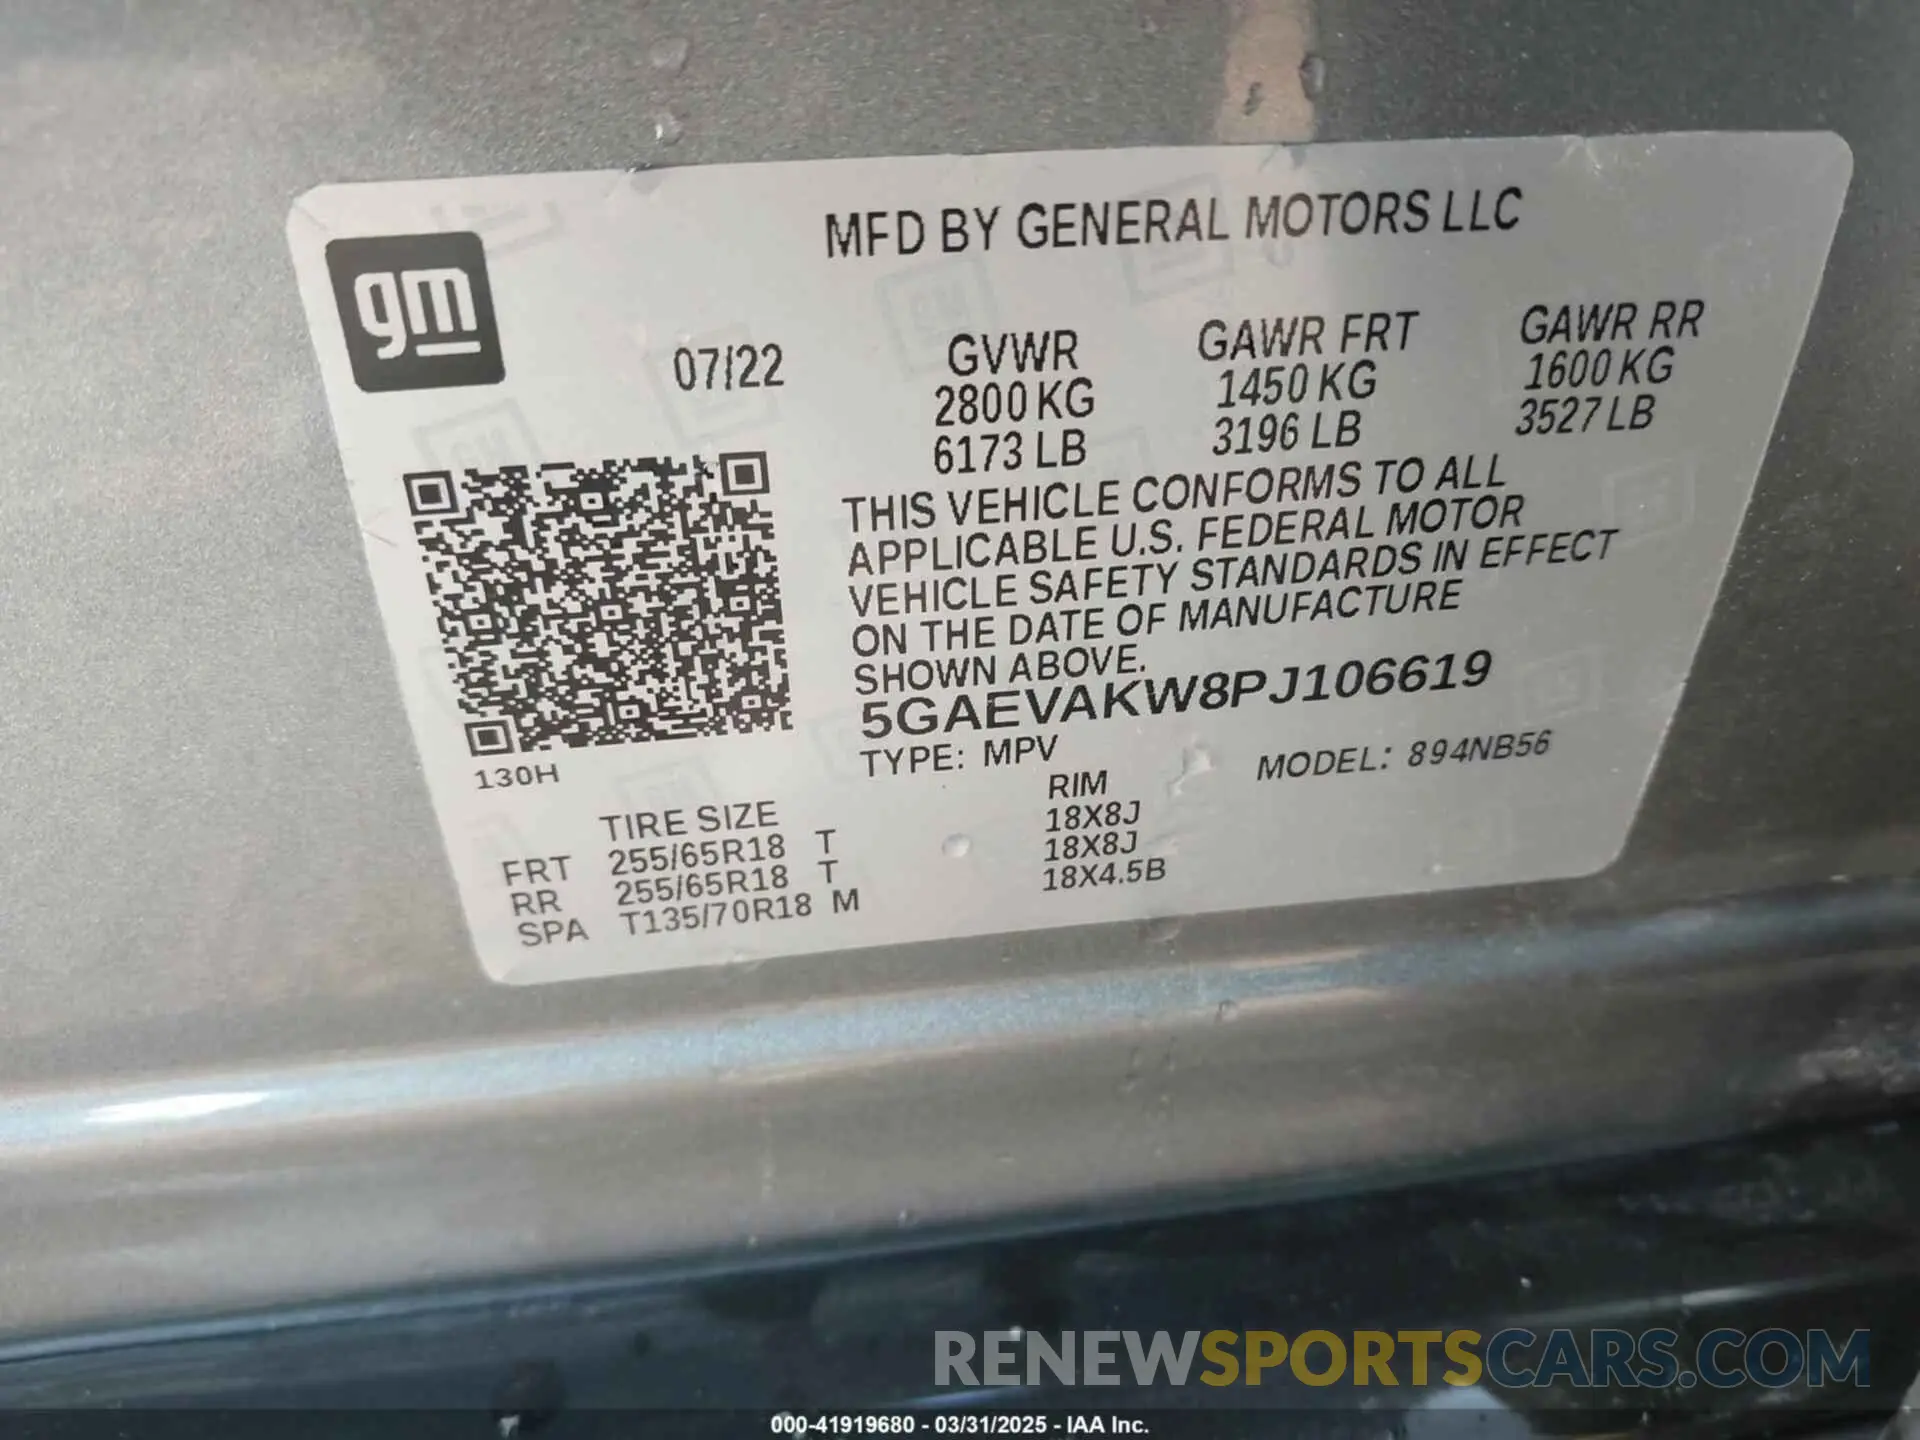 gm
MFD BY GENERAL MOTORS LLC
07/22
GVWR
2800 KG
6173 LB
GAWR FRT
1450 KG
3196 LB
GAWR RR
1600 KG
3527 LB
THIS VEHICLE CONFORMS TO ALL
APPLICABLE U.S. FEDERAL MOTOR
VEHICLE SAFETY STANDARDS IN EFFECT
ON THE DATE OF MANUFACTURE
SHOWN ABOVE.
5GAEVAKW8PJ106619
TYPE: MPV
MODEL: 894NB56
130H
TIRE SIZE RIM
FRT 255/65R18 T 18X8J
RR 255/65R18 T 18X8J
SPA T135/70R18 M 18X4.5B
RENEWSPORTSCARS.COM
000-41919680 - 03/31/2025 - IAA Inc.